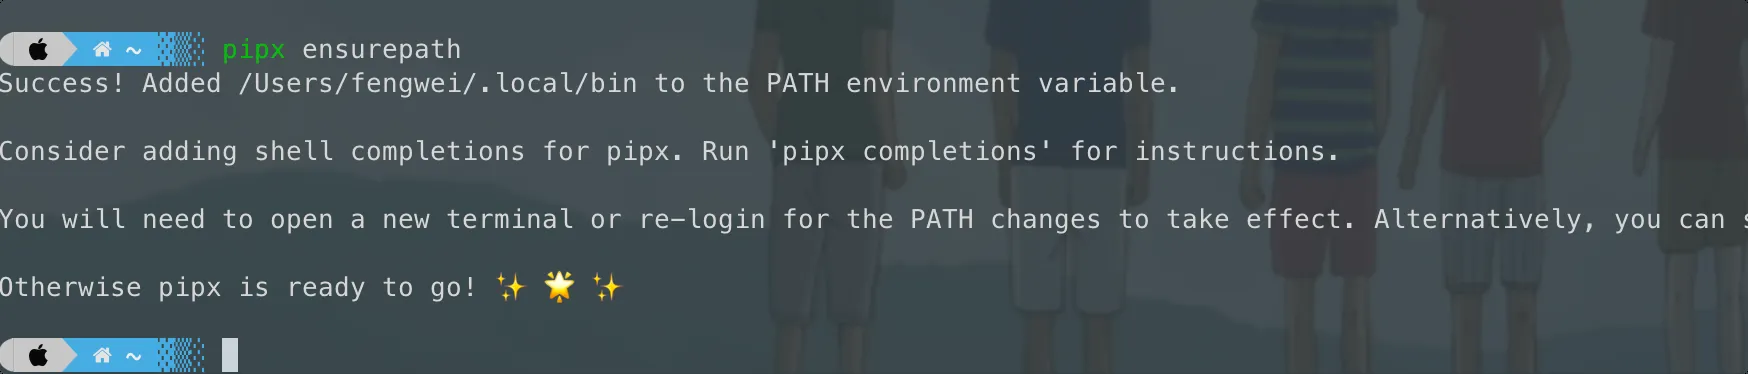 ~ pipx ensurepath
Success! Added /Users/fengwei/.local/bin to the PATH environment variable.
Consider adding shell completions for pipx. Run 'pipx completions' for instructions.
You will need to open a new terminal or re-login for the PATH changes to take effect. Alternatively, you can
Otherwise pipx is ready to go! ✨ 🌟 ✨
~